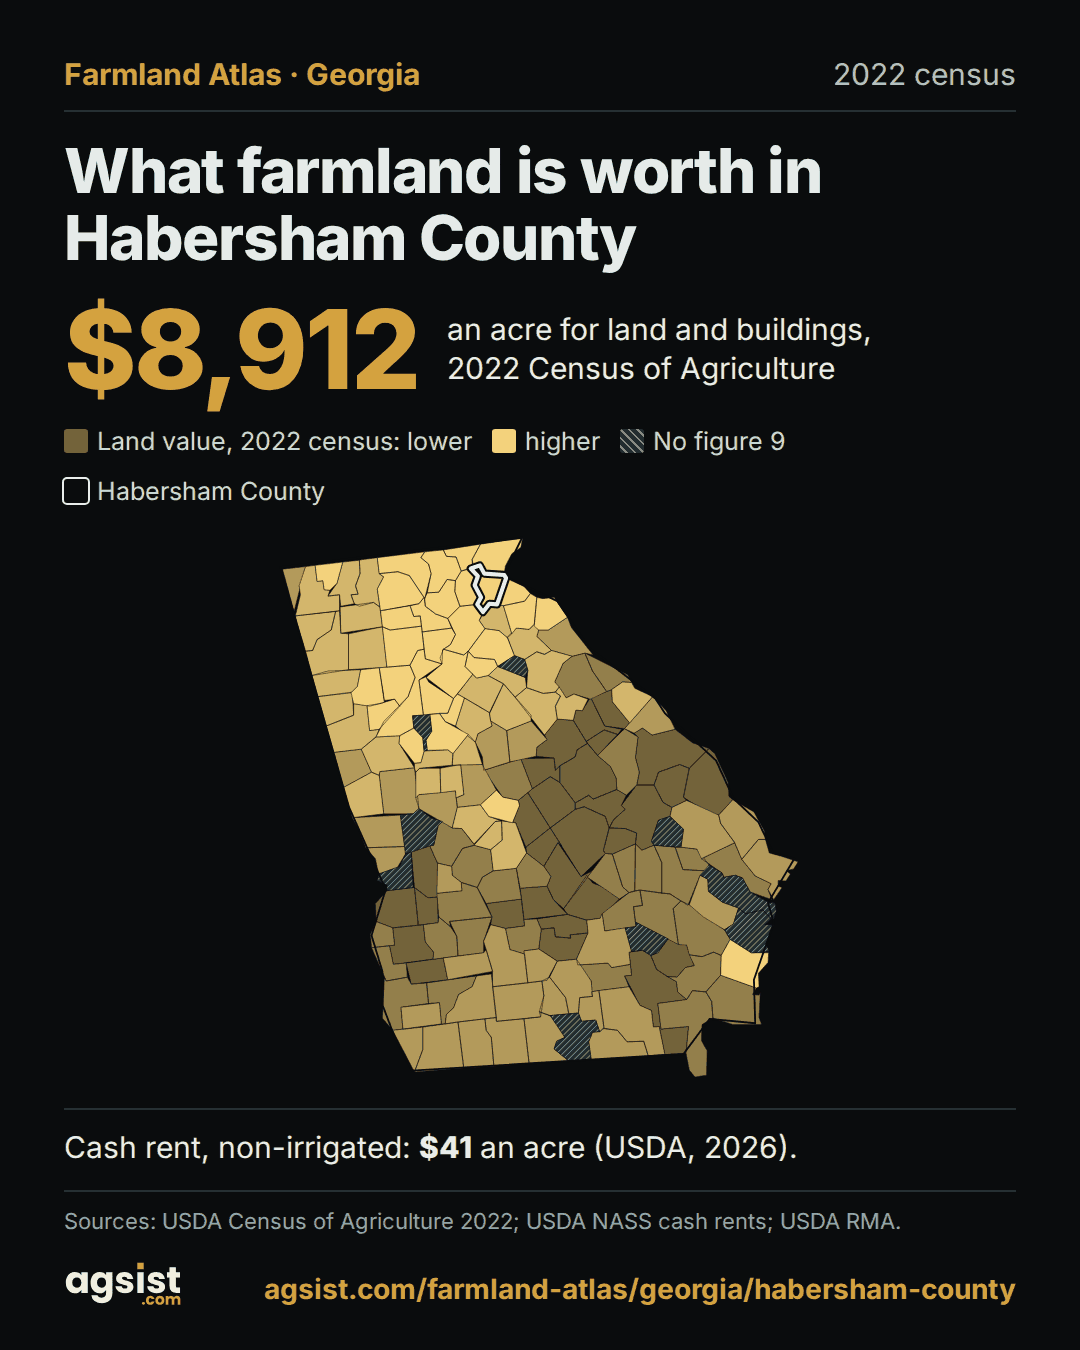 Farmland Atlas · Georgia
2022 census
What farmland is worth in
Habersham County
$8,912
an acre for land and buildings,
2022 Census of Agriculture
Land value, 2022 census: lower
higher
No figure 9
Habersham County
Cash rent, non-irrigated: $41 an acre (USDA, 2026).
Sources: USDA Census of Agriculture 2022; USDA NASS cash rents; USDA RMA.
agsist
.com
agsist.com/farmland-atlas/georgia/habersham-county